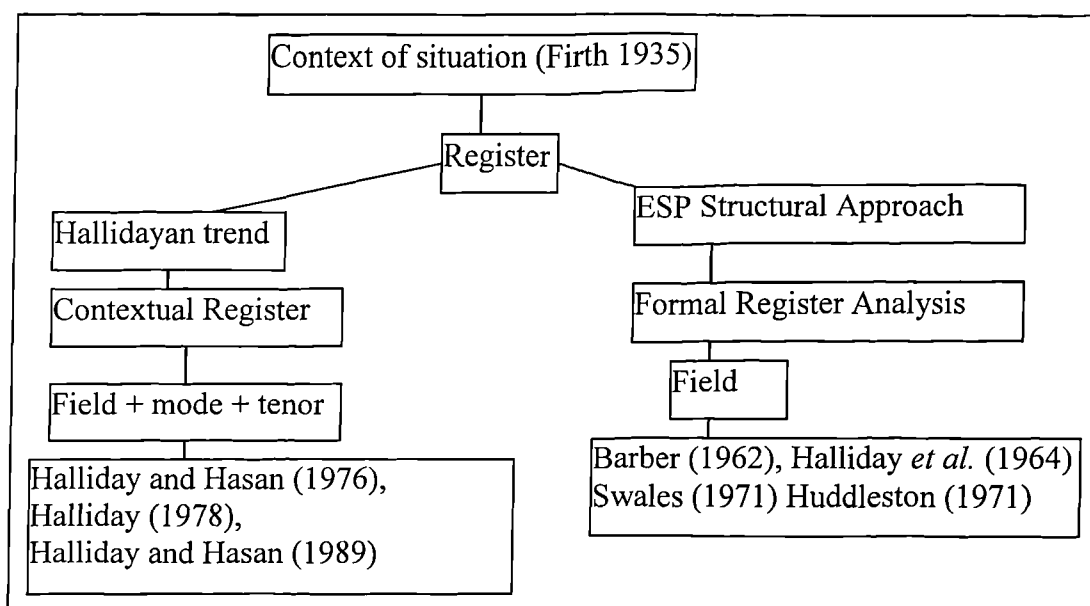 Context of situation (Firth 1935)
Register
Hallidayan trend
Contextual Register
Field + mode + tenor
Halliday and Hasan (1976),
Halliday (1978),
Halliday and Hasan (1989)
ESP Structural Approach
Formal Register Analysis
Field
Barber (1962), Halliday et al. (1964)
Swales (1971) Huddleston (1971)